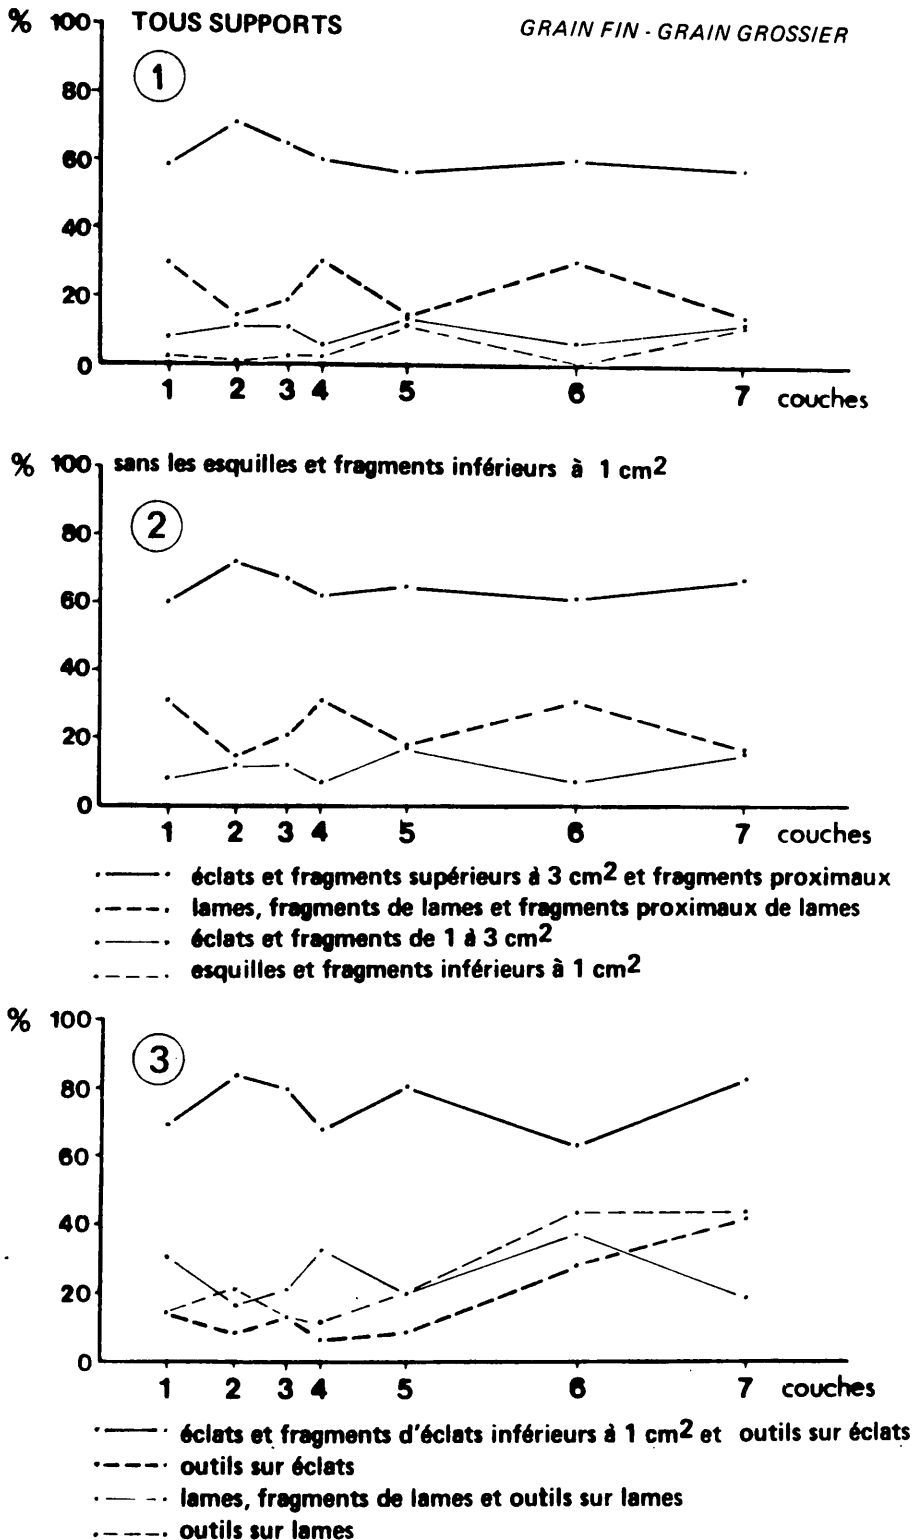 % 100 TOUS SUPPORTS GRAIN FIN - GRAIN GROSSIER
1
80
60
40
20
0
1 2 3 4 5 6 7 couches
% 100 sans les esquilles et fragments inférieurs à 1 cm2
2
80
60
40
20
0
1 2 3 4 5 6 7 couches
éclats et fragments supérieurs à 3 cm2 et fragments proximaux
lames, fragments de lames et fragments proximaux de lames
éclats et fragments de 1 à 3 cm2
esquilles et fragments inférieurs à 1 cm2
% 100
3
80
60
40
20
0
1 2 3 4 5 6 7 couches
éclats et fragments d'éclats inférieurs à 1 cm2 et outils sur éclats
outils sur éclats
lames, fragments de lames et outils sur lames
outils sur lames